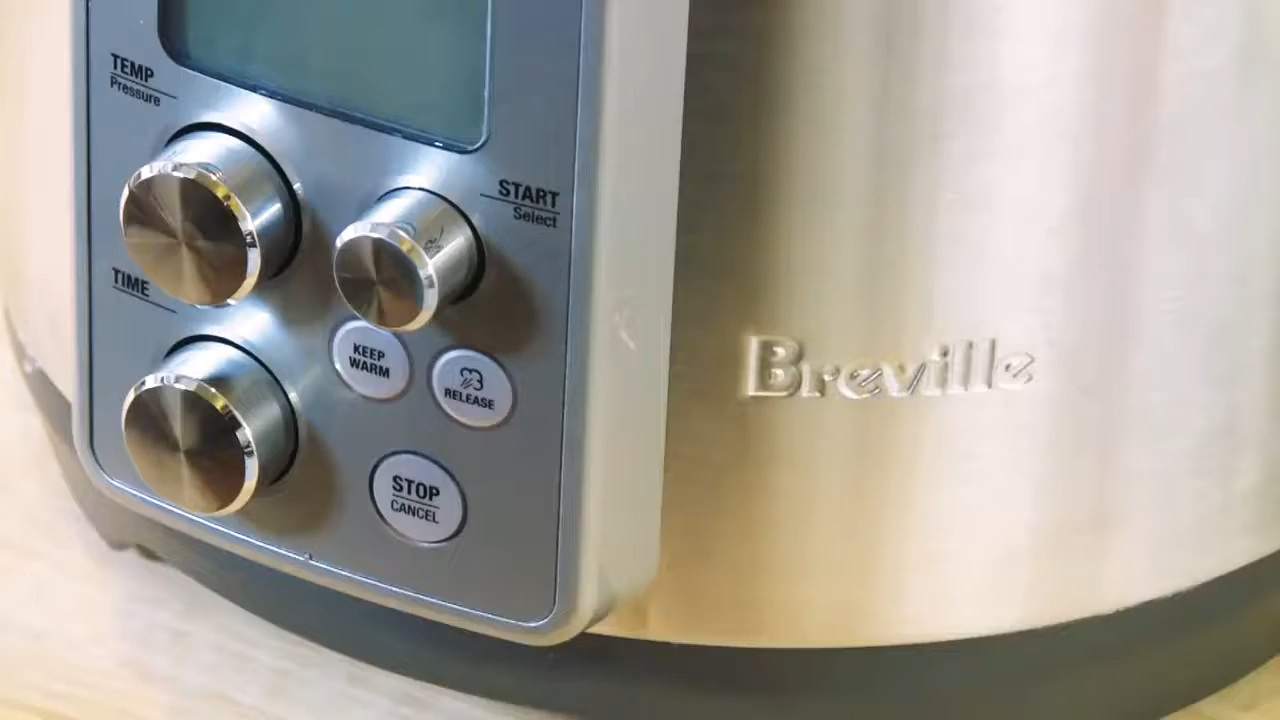 TEMP
Pressure
START
Select
TIME
KEEP
WARM
RELEASE
STOP
CANCEL
Breville